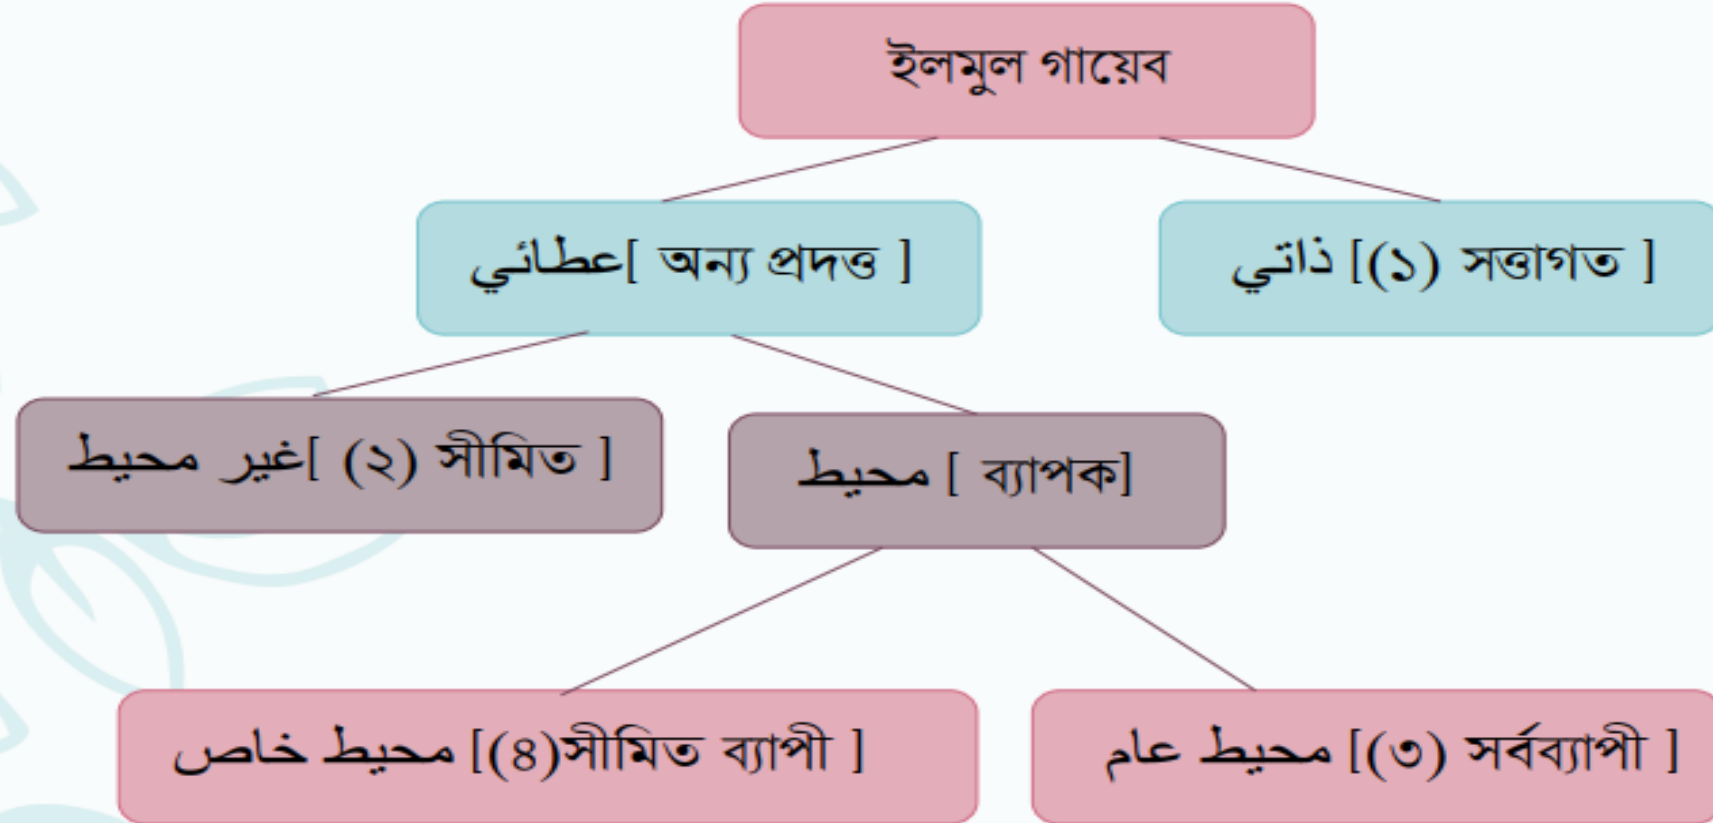 ইলমুল গায়েব
عطائي[ অন্য প্রদত্ত ]
ذاتي [(১) সত্তাগত ]
غير محيط[ (২) সীমিত ]
محيط [ ব্যাপক]
محيط خاص [(৪)সীমিত ব্যাপী ]
محيط عام [(৩) সর্বব্যাপী ]